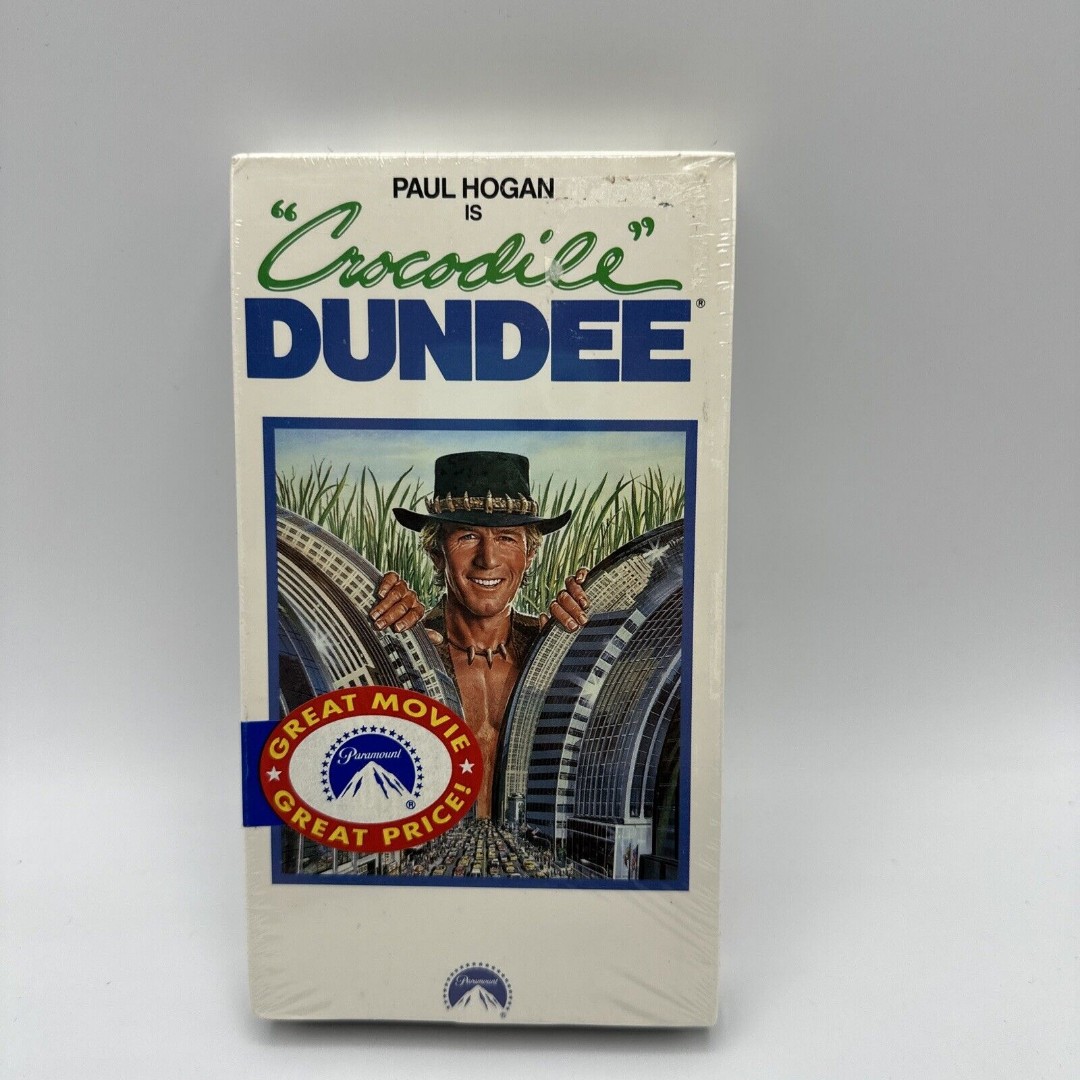 PAUL HOGAN
IS
"Crocodile"
DUNDEE®
GREAT MOVIE
Paramount
®
GREAT PRICE!
Paramount
®